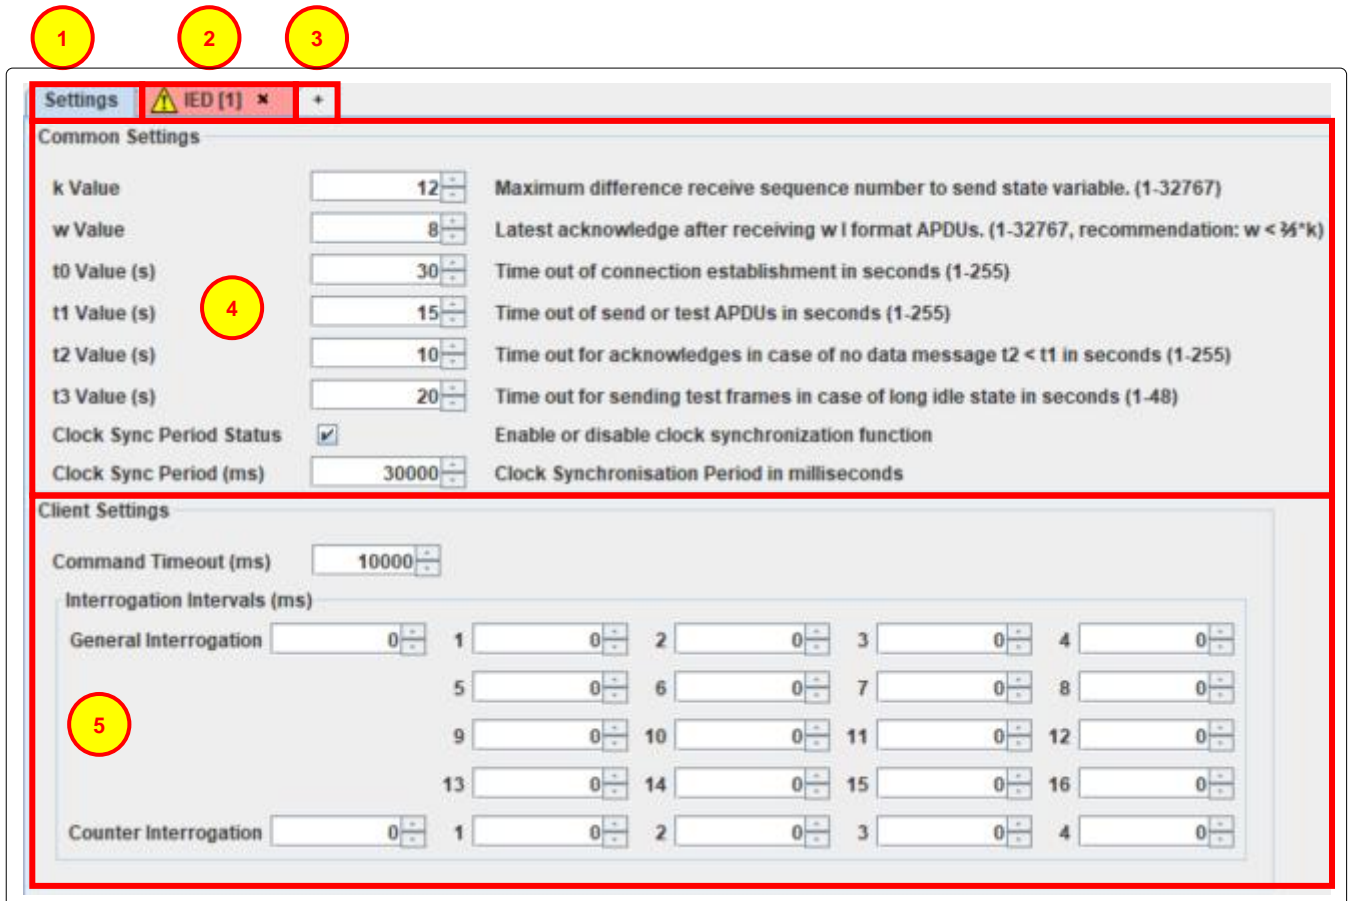 1 2 3
Settings IED [1] ✖ +
Common Settings
k Value 12 Maximum difference receive sequence number to send state variable. (1-32767)
w Value 8 Latest acknowledge after receiving w I format APDUs. (1-32767, recommendation: w < ⅔*k)
t0 Value (s) 30 Time out of connection establishment in seconds (1-255)
4
t1 Value (s) 15 Time out of send or test APDUs in seconds (1-255)
t2 Value (s) 10 Time out for acknowledges in case of no data message t2 < t1 in seconds (1-255)
t3 Value (s) 20 Time out for sending test frames in case of long idle state in seconds (1-48)
Clock Sync Period Status Enable or disable clock synchronization function
Clock Sync Period (ms) 30000 Clock Synchronisation Period in milliseconds
Client Settings
Command Timeout (ms) 10000
Interrogation Intervals (ms)
General Interrogation 0 1 0 2 0 3 0 4 0
5 0 6 0 7 0 8 0
5
9 0 10 0 11 0 12 0
13 0 14 0 15 0 16 0
Counter Interrogation 0 1 0 2 0 3 0 4 0